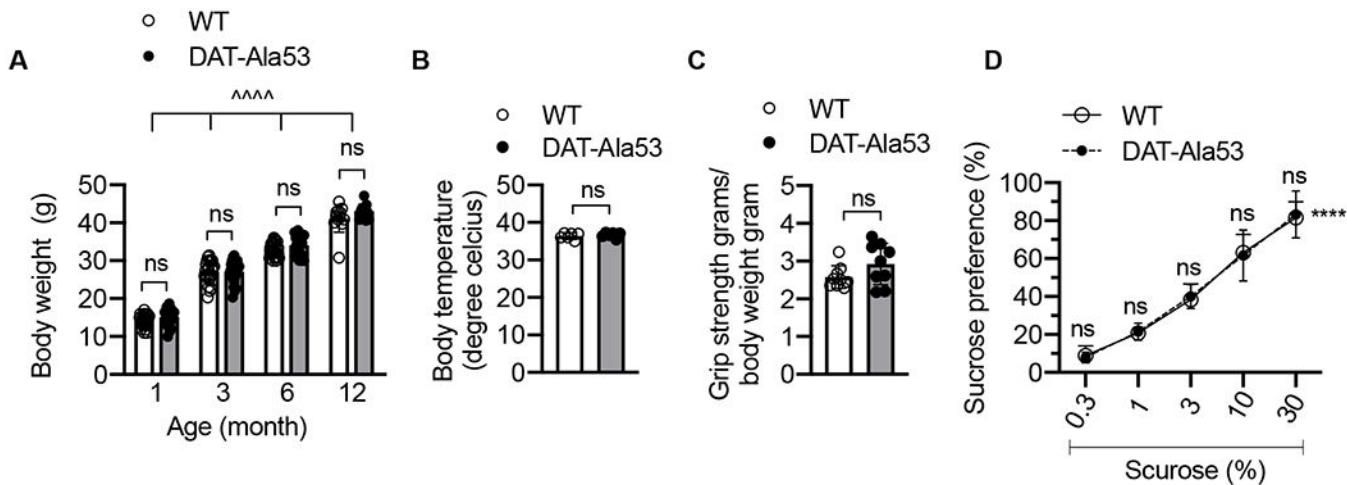 A
WT
DAT-Ala53
^^^^
ns
ns
ns
ns
Body weight (g)
50
40
30
20
10
0
1 3 6 12
Age (month)
B
WT
DAT-Ala53
ns
Body temperature
(degree celcius)
50
40
30
20
10
0
C
WT
DAT-Ala53
ns
Grip strength grams/
body weight gram
5
4
3
2
1
0
D
WT
DAT-Ala53
ns
ns
ns
ns
ns
****
Sucrose preference (%)
100
80
60
40
20
0
0.3 1 3 10 30
Scurose (%)